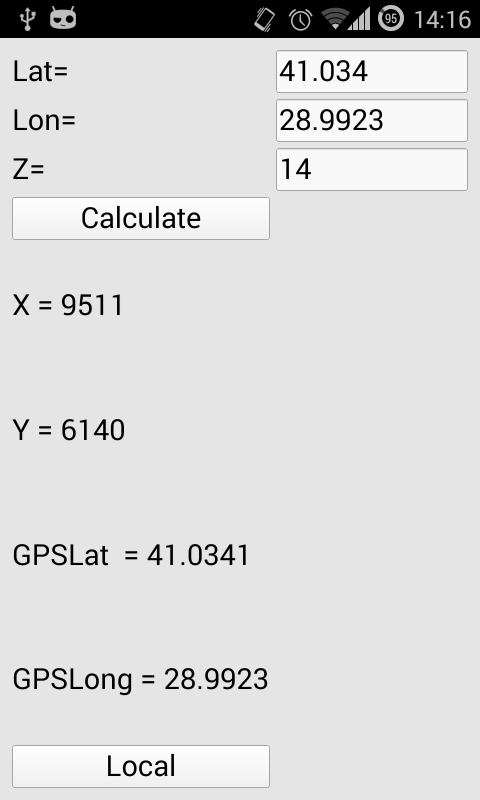 95 14:16
Lat= 41.034
Lon= 28.9923
Z= 14
Calculate
X = 9511
Y = 6140
GPSLat  = 41.0341
GPSLong = 28.9923
Local